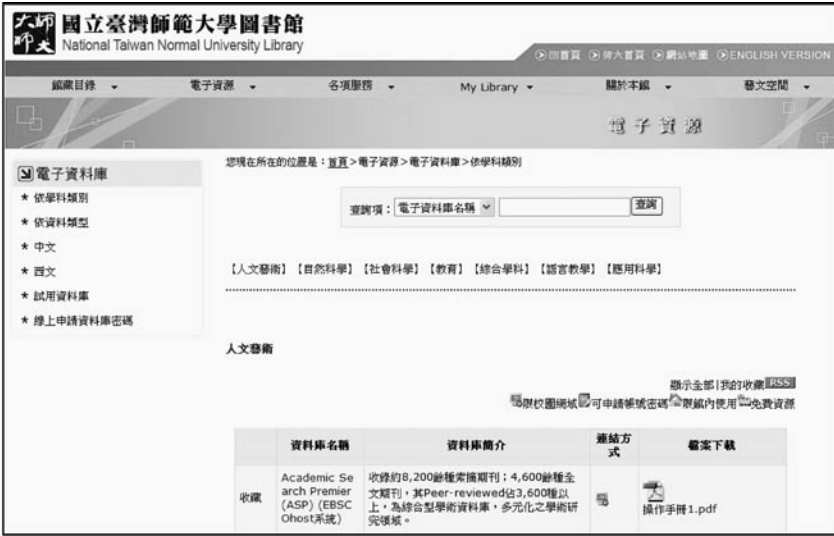 國立臺灣師範大學圖書館
National Taiwan Normal University Library
回首頁 師大首頁 網站地圖 ENGLISH VERSION
館藏目錄 電子資源 各項服務 My Library 關於本館 藝文空間
電子資源
電子資料庫
★ 依學科類別
★ 依資料類型
★ 中文
★ 西文
★ 試用資料庫
★ 線上申請資料庫密碼
您現在所在的位置是：首頁>電子資源>電子資料庫>依學科類別
查詢項：電子資料庫名稱 查詢
【人文藝術】【自然科學】【社會科學】【教育】【綜合學科】【語言教學】【應用科學】
人文藝術
顯示全部|我的收藏 RSS
限校園網域 可申請帳號密碼 限館內使用 免費資源
資料庫名稱 資料庫簡介 連結方式 檔案下載
收藏
Academic Se
arch Premier
(ASP) (EBSC
Ohost系統)
收錄約8,200餘種索摘期刊；4,600餘種全
文期刊，其Peer-reviewed佔3,600種以
上，為綜合型學術資料庫，多元化之學術研
究領域。
操作手冊1.pdf